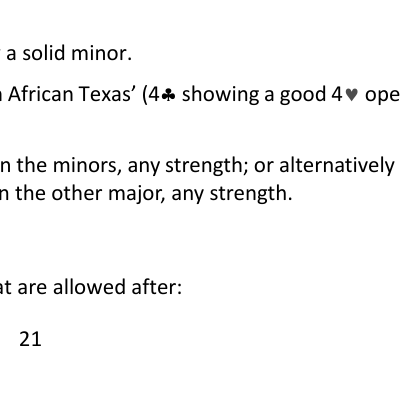 a solid minor.
African Texas’ (4♣ showing a good 4♥ ope
n the minors, any strength; or alternatively
n the other major, any strength.
at are allowed after:
21